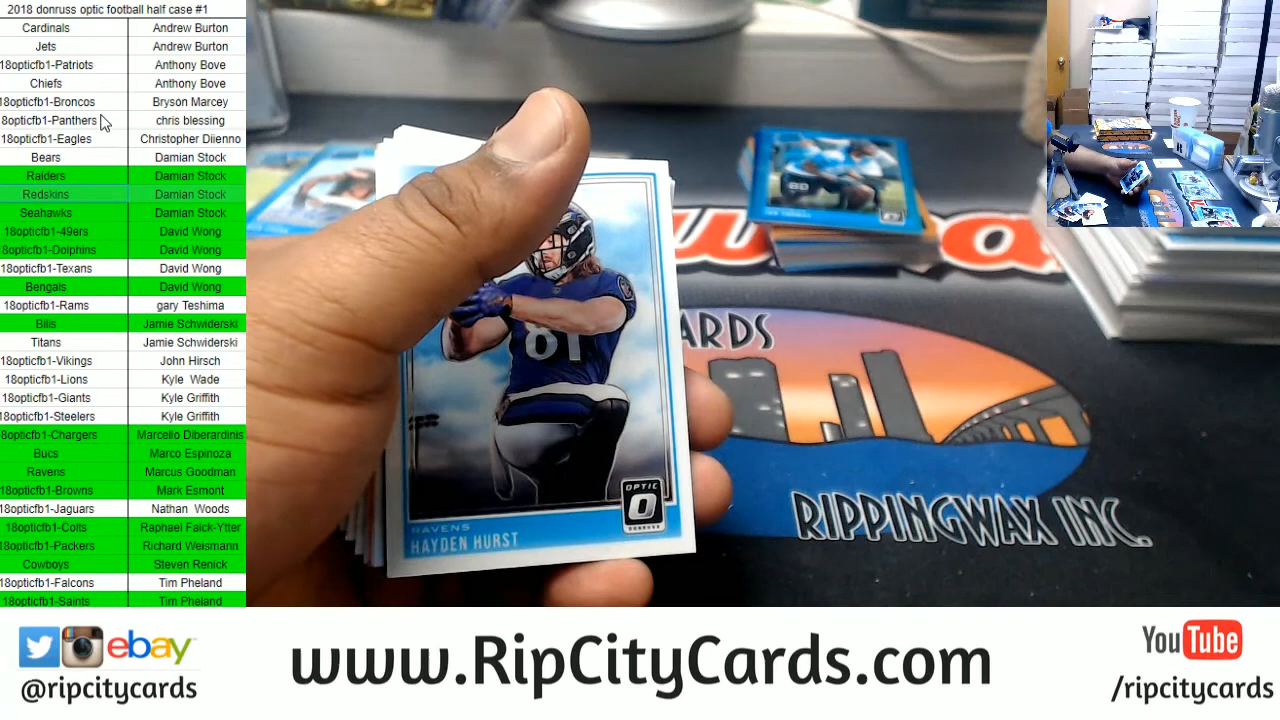 2018 donruss optic football half case #1
Cardinals Andrew Burton
Jets Andrew Burton
18opticfb1-Patriots Anthony Bove
Chiefs Anthony Bove
18opticfb1-Broncos Bryson Marcey
8opticfb1-Panthers chris blessing
18opticfb1-Eagles Christopher Diienno
Bears Damian Stock
Raiders Damian Stock
Redskins Damian Stock
Seahawks Damian Stock
18opticfb1-49ers David Wong
8opticfb1-Dolphins David Wong
18opticfb1-Texans David Wong
Bengals David Wong
18opticfb1-Rams gary Teshima
Bills Jamie Schwiderski
Titans Jamie Schwiderski
18opticfb1-Vikings John Hirsch
18opticfb1-Lions Kyle Wade
18opticfb1-Giants Kyle Griffith
18opticfb1-Steelers Kyle Griffith
8opticfb1-Chargers Marcello Diberardinis
Bucs Marco Espinoza
Ravens Marcus Goodman
18opticfb1-Browns Mark Esmont
18opticfb1-Jaguars Nathan Woods
18opticfb1-Colts Raphael Falck-Ytter
18opticfb1-Packers Richard Weismann
Cowboys Steven Renick
18opticfb1-Falcons Tim Pheland
18opticfb1-Saints Tim Pheland
81
OPTIC
DONRUSS
RAVENS
HAYDEN HURST
ARDS
RIPPINGWAX INC.
ebay
@ripcitycards
www.RipCityCards.com
YouTube
/ripcitycards